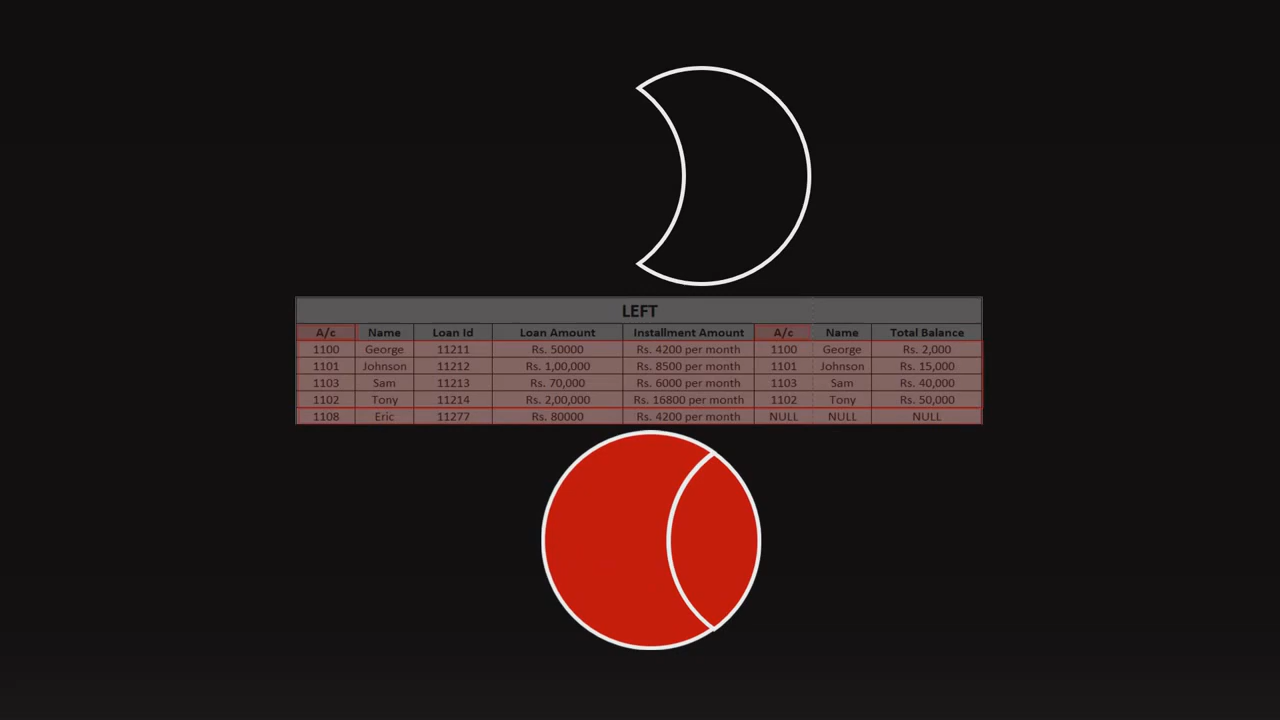 LEFT
A/c Name Loan Id Loan Amount Installment Amount A/c Name Total Balance
1100 George 11211 Rs. 50000 Rs. 4200 per month 1100 George Rs. 2,000
1101 Johnson 11212 Rs. 1,00,000 Rs. 8500 per month 1101 Johnson Rs. 15,000
1103 Sam 11213 Rs. 70,000 Rs. 6000 per month 1103 Sam Rs. 40,000
1102 Tony 11214 Rs. 2,00,000 Rs. 16800 per month 1102 Tony Rs. 50,000
1108 Eric 11277 Rs. 80000 Rs. 4200 per month NULL NULL NULL